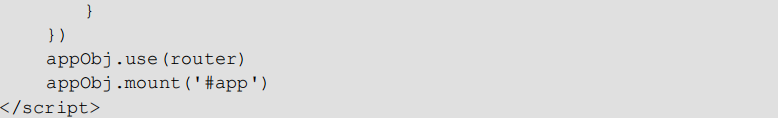 }
    })
    appObj.use(router)
    appObj.mount('#app')
</script>